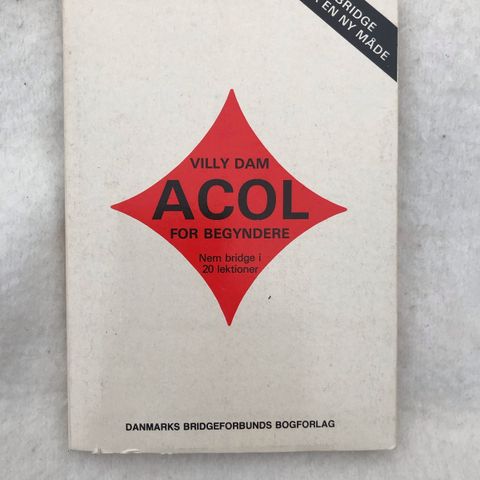 BRIDGE
EN NY MÅDE
VILLY DAM
ACOL
FOR BEGYNDERE
Nem bridge i
20 lektioner
DANMARKS BRIDGEFORBUNDS BOGFORLAG